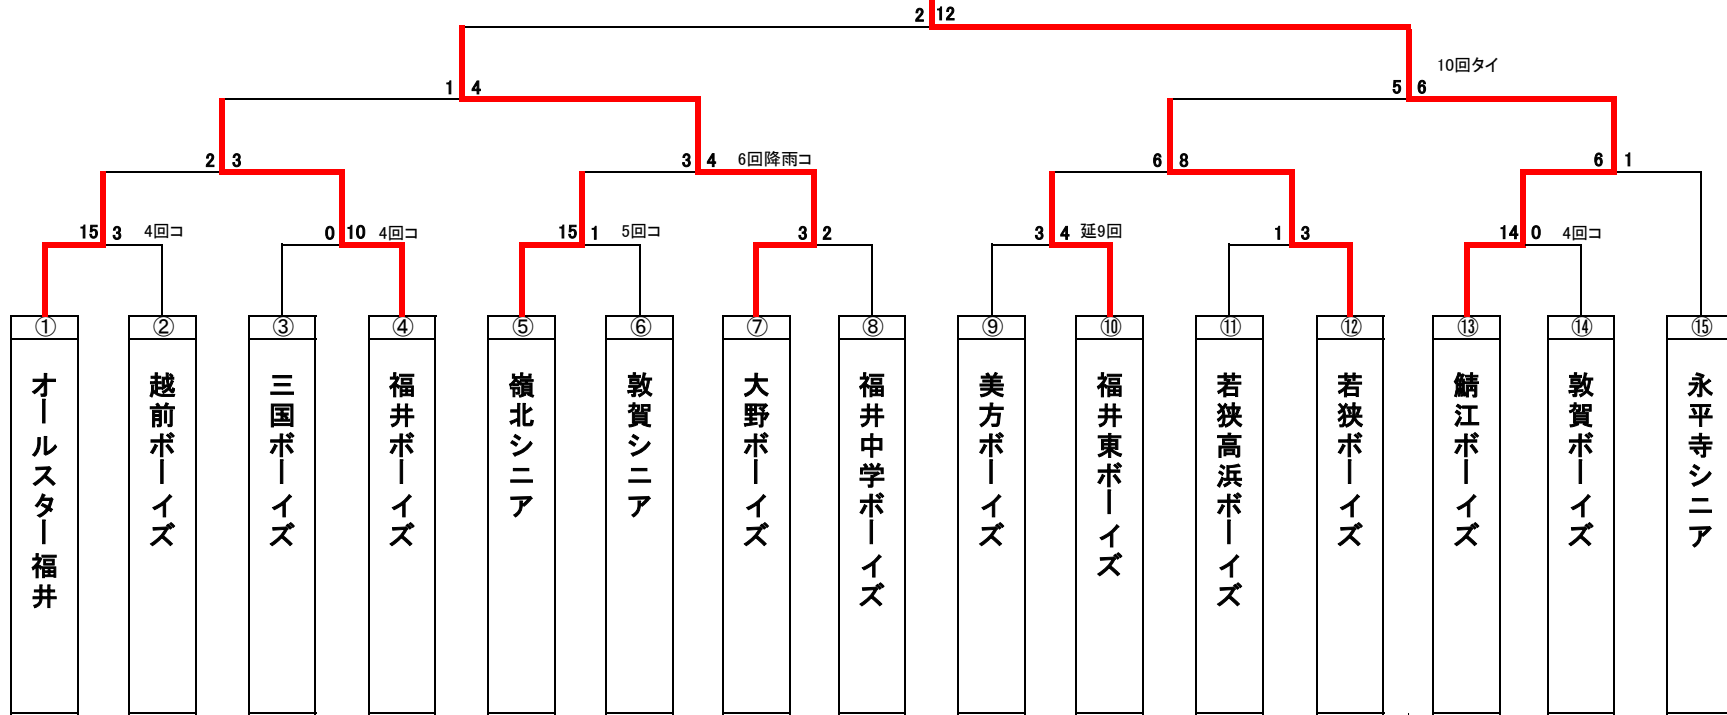 2 12
10回タイ
1 4
5 6
2 3
3 4 6回降雨コ
6 8
6 1
15 3 4回コ
0 10 4回コ
15 1 5回コ
3 2
3 4 延9回
1 3
14 0 4回コ
① ② ③ ④ ⑤ ⑥ ⑦ ⑧ ⑨ ⑩ ⑪ ⑫ ⑬ ⑭ ⑮
オールスター福井
越前ボーイズ
三国ボーイズ
福井ボーイズ
嶺北シニア
敦賀シニア
大野ボーイズ
福井中学ボーイズ
美方ボーイズ
福井東ボーイズ
若狭高浜ボーイズ
若狭ボーイズ
鯖江ボーイズ
敦賀ボーイズ
永平寺シニア